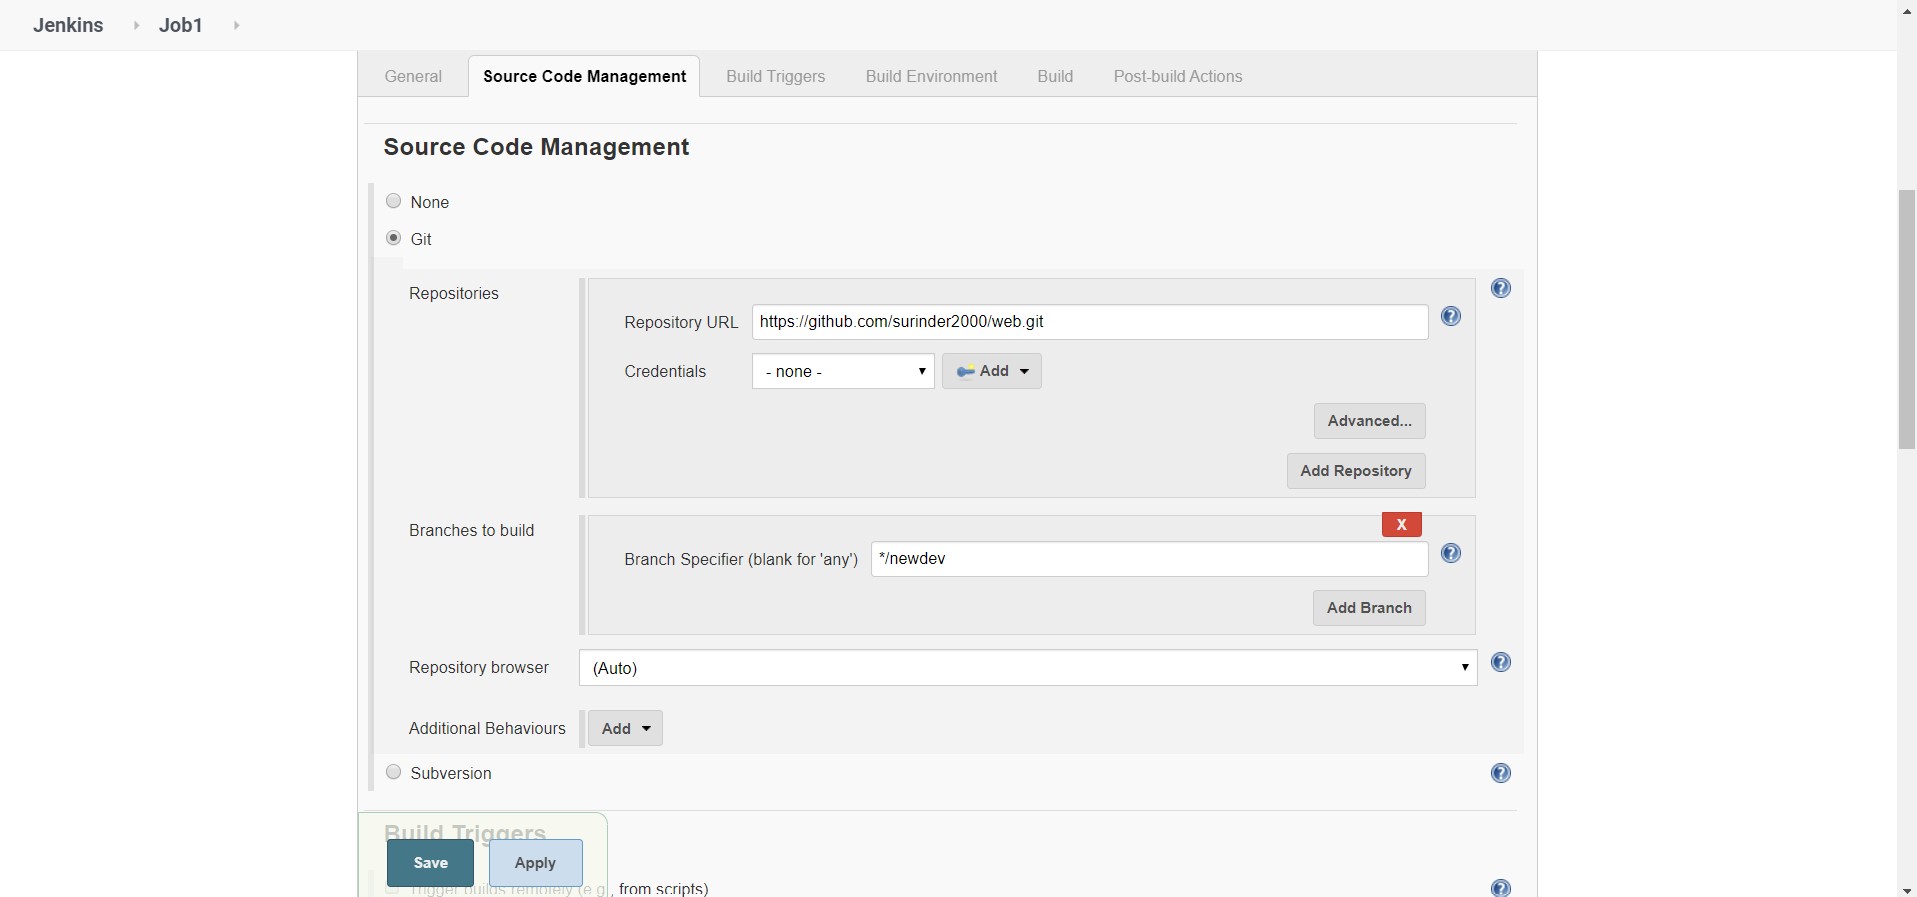 Jenkins Job1
General Source Code Management Build Triggers Build Environment Build Post-build Actions
Source Code Management
None
Git
Repositories
Repository URL https://github.com/surinder2000/web.git
Credentials - none - Add
Advanced...
Add Repository
Branches to build
X
Branch Specifier (blank for 'any') */newdev
Add Branch
Repository browser (Auto)
Additional Behaviours Add
Subversion
Build Triggers
Save Apply
Trigger builds remotely (e.g., from scripts)